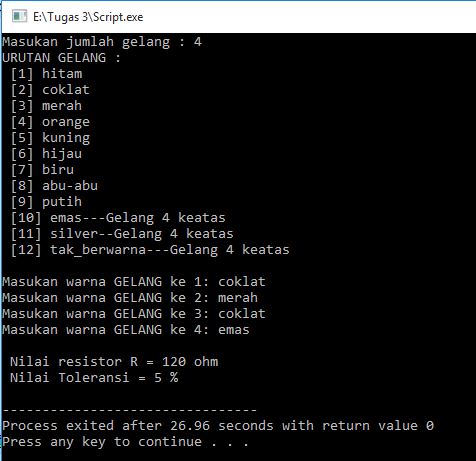 E:\Tugas 3\Script.exe
Masukan jumlah gelang : 4
URUTAN GELANG :
[1] hitam
[2] coklat
[3] merah
[4] orange
[5] kuning
[6] hijau
[7] biru
[8] abu-abu
[9] putih
[10] emas---Gelang 4 keatas
[11] silver--Gelang 4 keatas
[12] tak_berwarna---Gelang 4 keatas
Masukan warna GELANG ke 1: coklat
Masukan warna GELANG ke 2: merah
Masukan warna GELANG ke 3: coklat
Masukan warna GELANG ke 4: emas
Nilai resistor R = 120 ohm
Nilai Toleransi = 5 %
--------------------------------
Process exited after 26.96 seconds with return value 0
Press any key to continue . . .